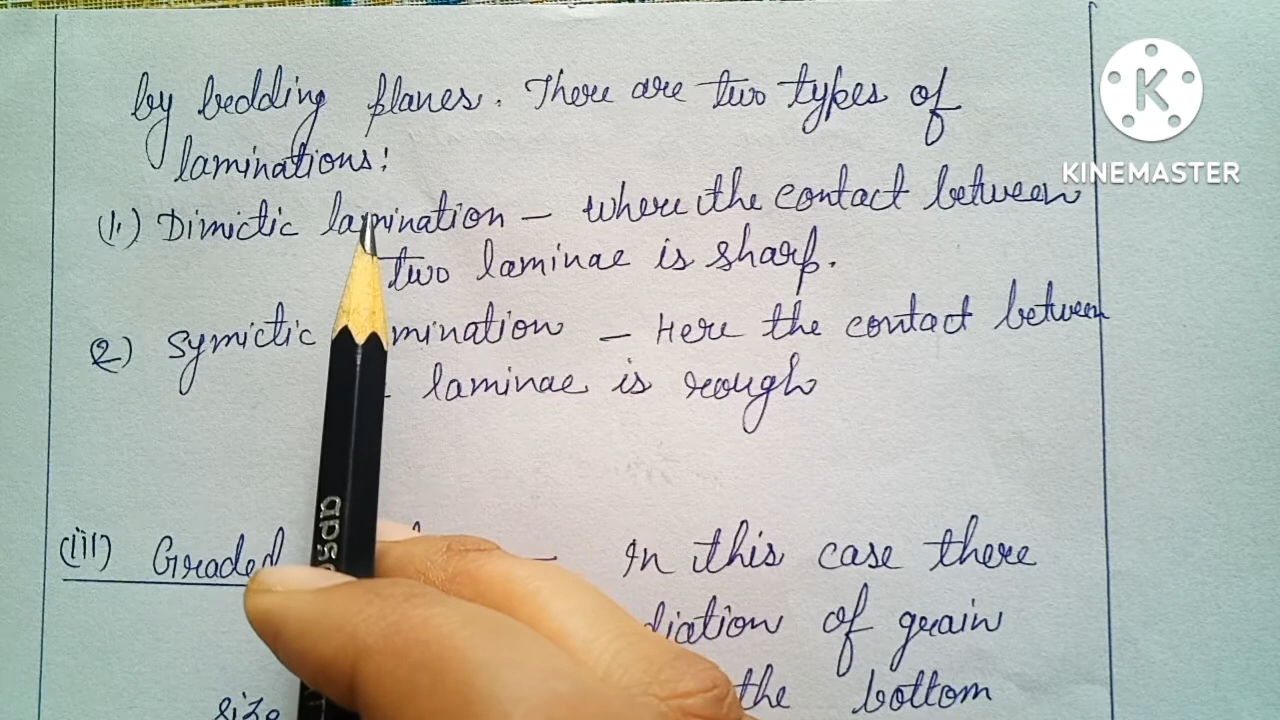 by bedding planes. There are two types of
laminations:
(1.) Dimictic lamination — where the contact between
two laminae is sharp.
2) Symictic mination — Here the contact between
laminae is rough
(iii) Graded — In this case there
diation of grain
size the bottom
K
KINEMASTER
APSA